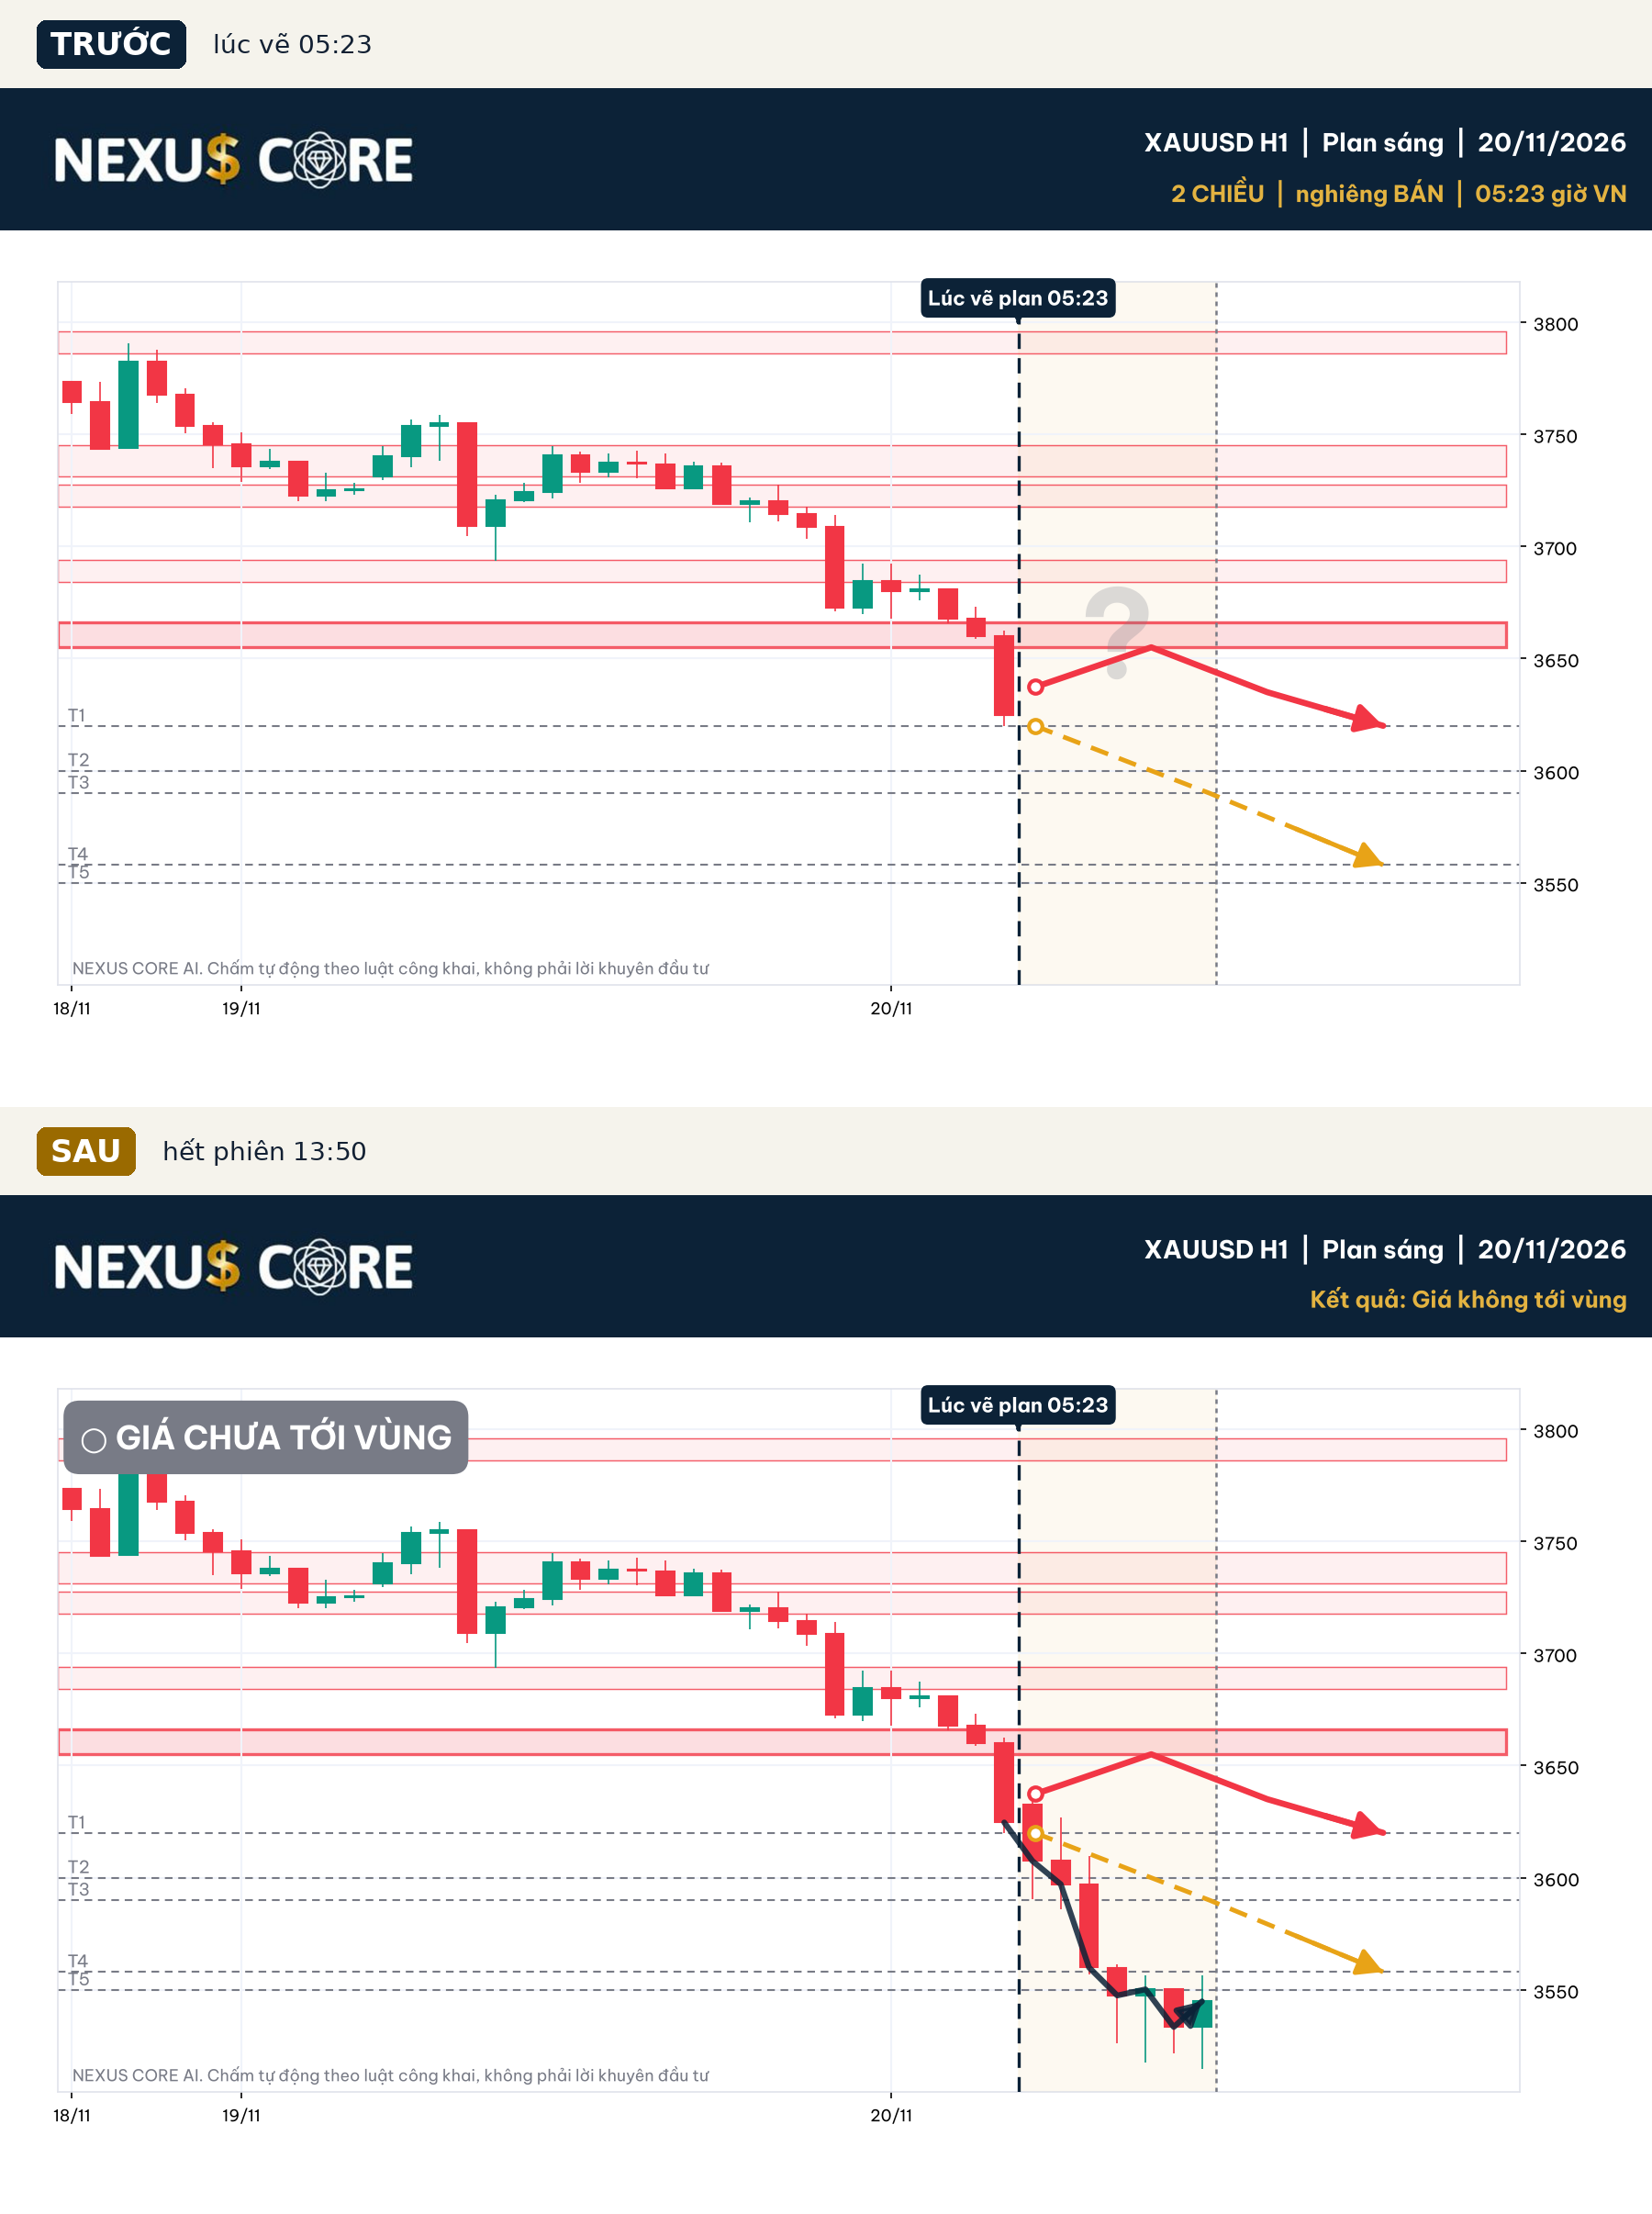 TRƯỚC lúc vẽ 05:23
NEXU$ CORE
XAUUSD H1 | Plan sáng | 20/11/2026
2 CHIỀU | nghiêng BÁN | 05:23 giờ VN
Lúc vẽ plan 05:23
3800
3750
3700
?
3650
T1
T2
3600
T3
T4
T5
3550
NEXUS CORE AI. Chấm tự động theo luật công khai, không phải lời khuyên đầu tư
18/11 19/11 20/11
SAU hết phiên 13:50
NEXU$ CORE
XAUUSD H1 | Plan sáng | 20/11/2026
Kết quả: Giá không tới vùng
Lúc vẽ plan 05:23
○ GIÁ CHƯA TỚI VÙNG
3800
3750
3700
3650
T1
T2
3600
T3
T4
T5
3550
NEXUS CORE AI. Chấm tự động theo luật công khai, không phải lời khuyên đầu tư
18/11 19/11 20/11